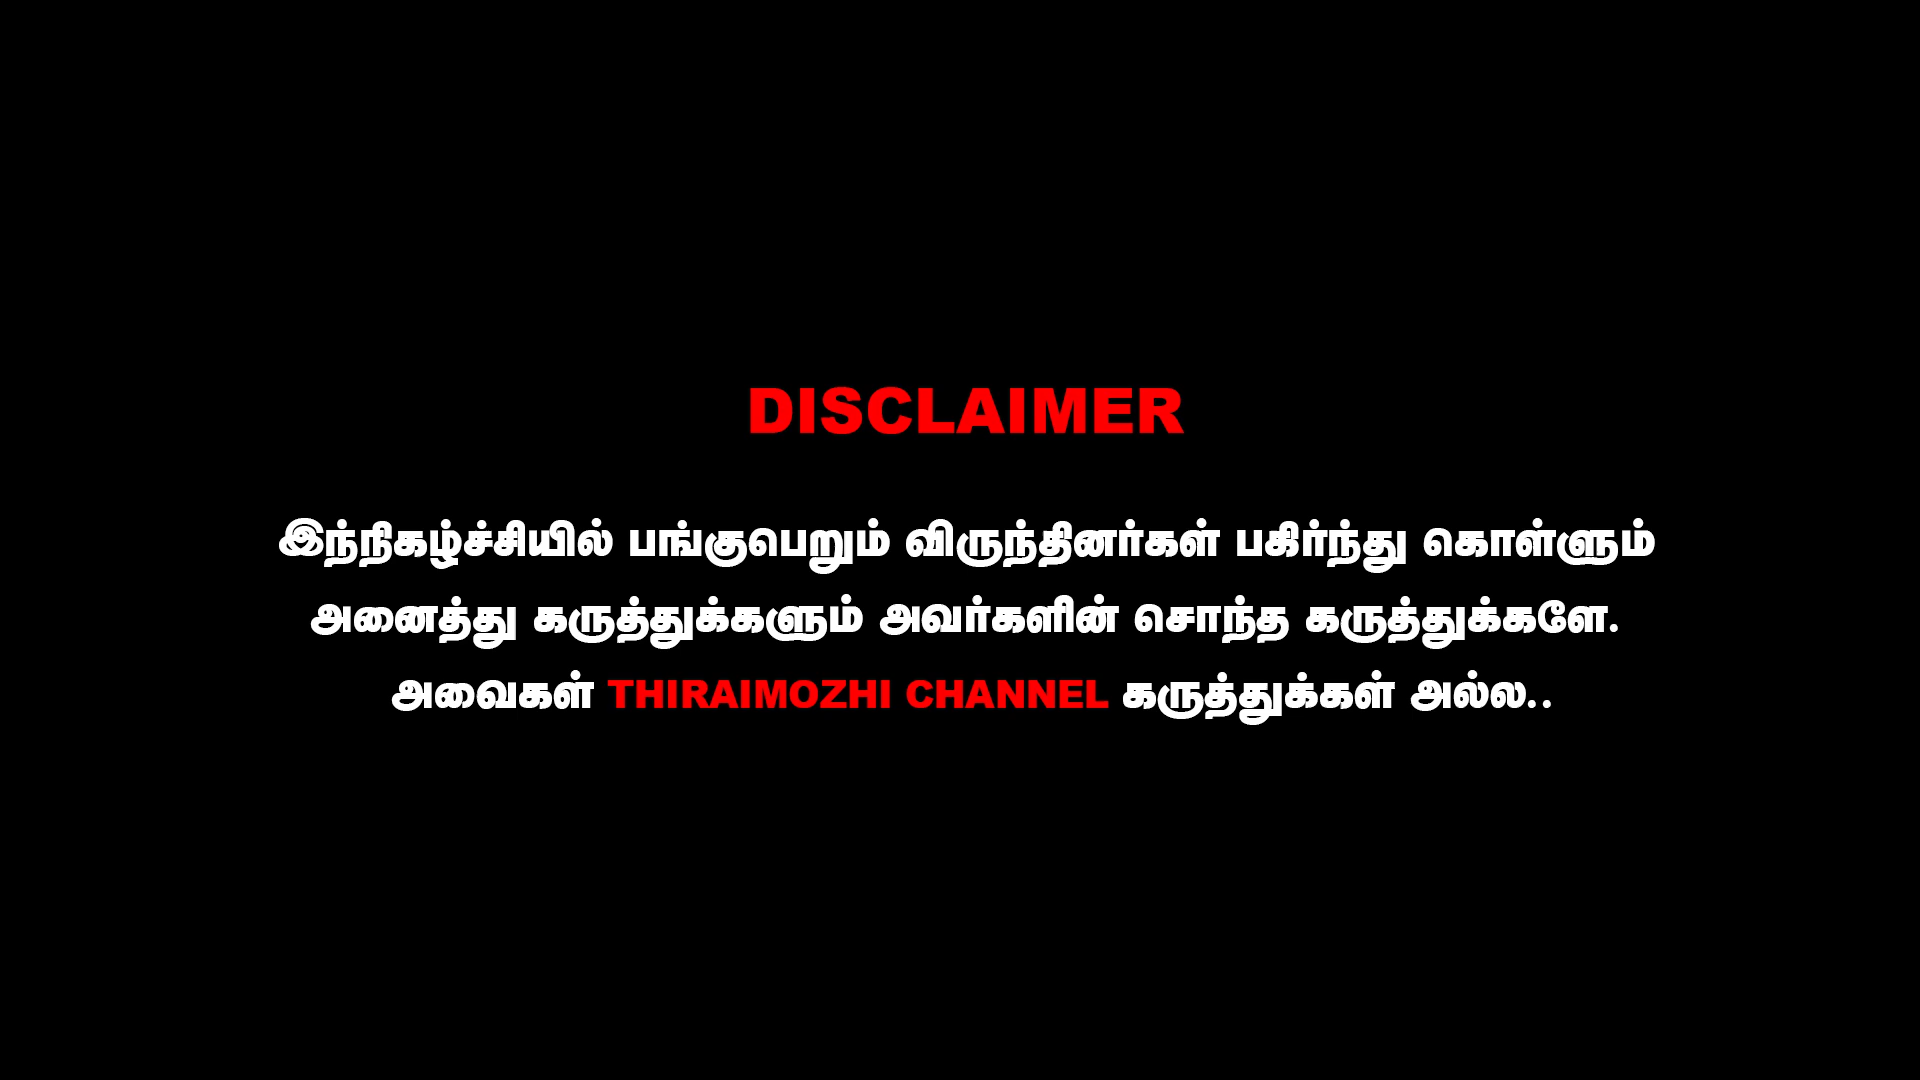 DISCLAIMER
இந்நிகழ்ச்சியில் பங்குபெறும் விருந்தினர்கள் பகிர்ந்து கொள்ளும்
அனைத்து கருத்துக்களும் அவர்களின் சொந்த கருத்துக்களே.
அவைகள் THIRAIMOZHI CHANNEL கருத்துக்கள் அல்ல..